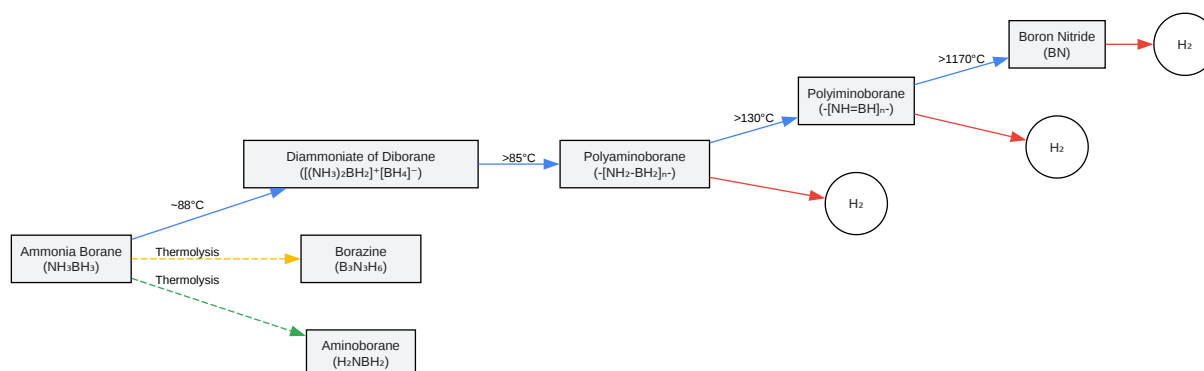 Boron Nitride
(BN)
H₂
>1170°C
Polyiminoborane
(-[NH=BH]ₙ-)
>130°C
H₂
Diammoniate of Diborane
([(NH₃)₂BH₂]⁺[BH₄]⁻)
>85°C
Polyaminoborane
(-[NH₂-BH₂]ₙ-)
H₂
~88°C
Ammonia Borane
(NH₃BH₃)
Thermolysis
Borazine
(B₃N₃H₆)
Thermolysis
Aminoborane
(H₂NBH₂)